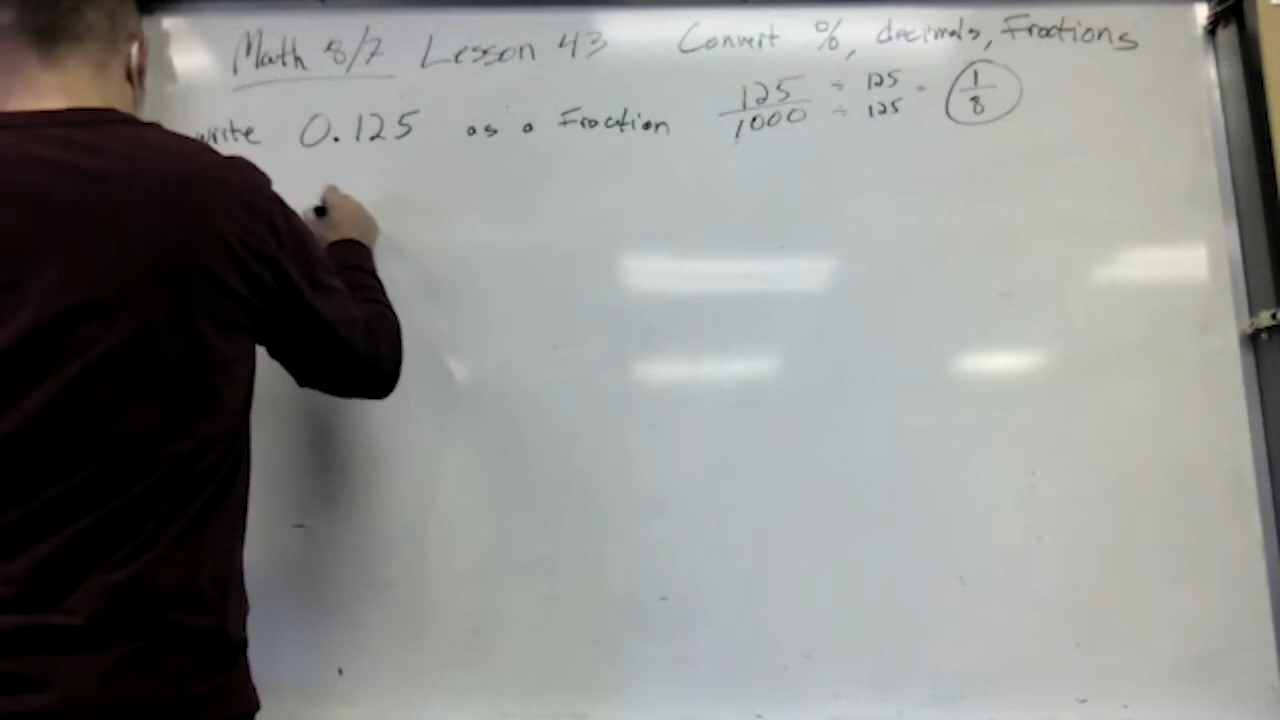 Math 8/7 Lesson 43 Convert %, decimals, Fractions
write 0.125 as a Fraction 125/1000 ÷ 125 ÷ 125 = 1/8